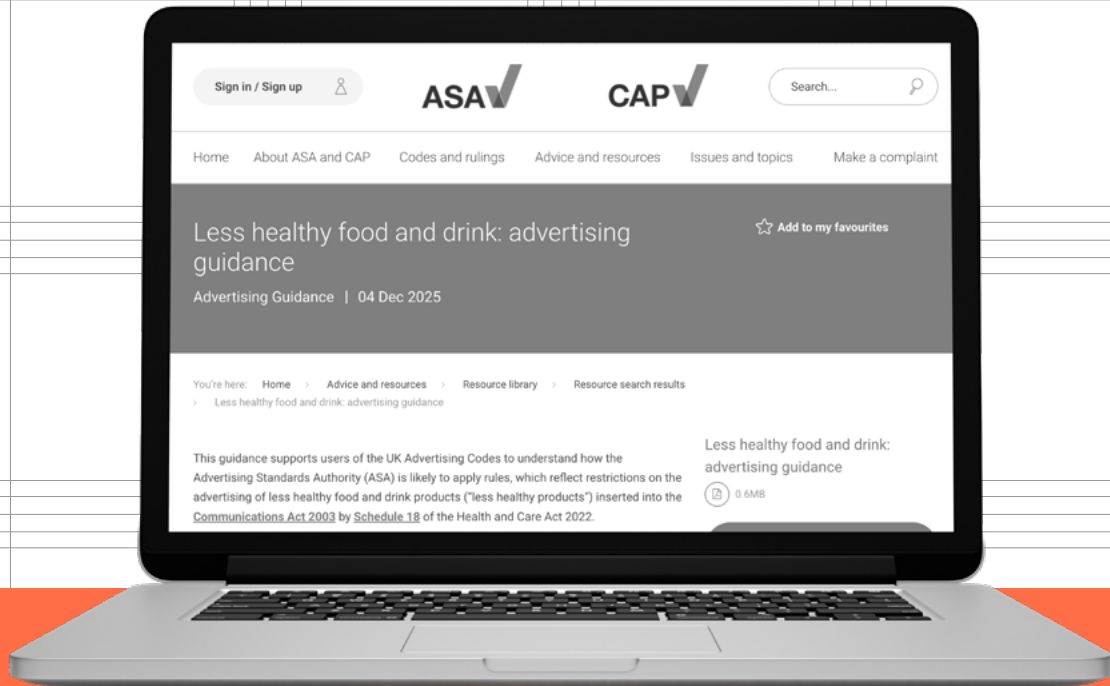 Sign in / Sign up
ASA
CAP
Search...
Home About ASA and CAP Codes and rulings Advice and resources Issues and topics Make a complaint
Less healthy food and drink: advertising
guidance
Add to my favourites
Advertising Guidance | 04 Dec 2025
You're here: Home > Advice and resources > Resource library > Resource search results
> Less healthy food and drink: advertising guidance
This guidance supports users of the UK Advertising Codes to understand how the
Advertising Standards Authority (ASA) is likely to apply rules, which reflect restrictions on the
advertising of less healthy food and drink products ("less healthy products") inserted into the
Communications Act 2003 by Schedule 18 of the Health and Care Act 2022.
Less healthy food and drink:
advertising guidance
0.6MB